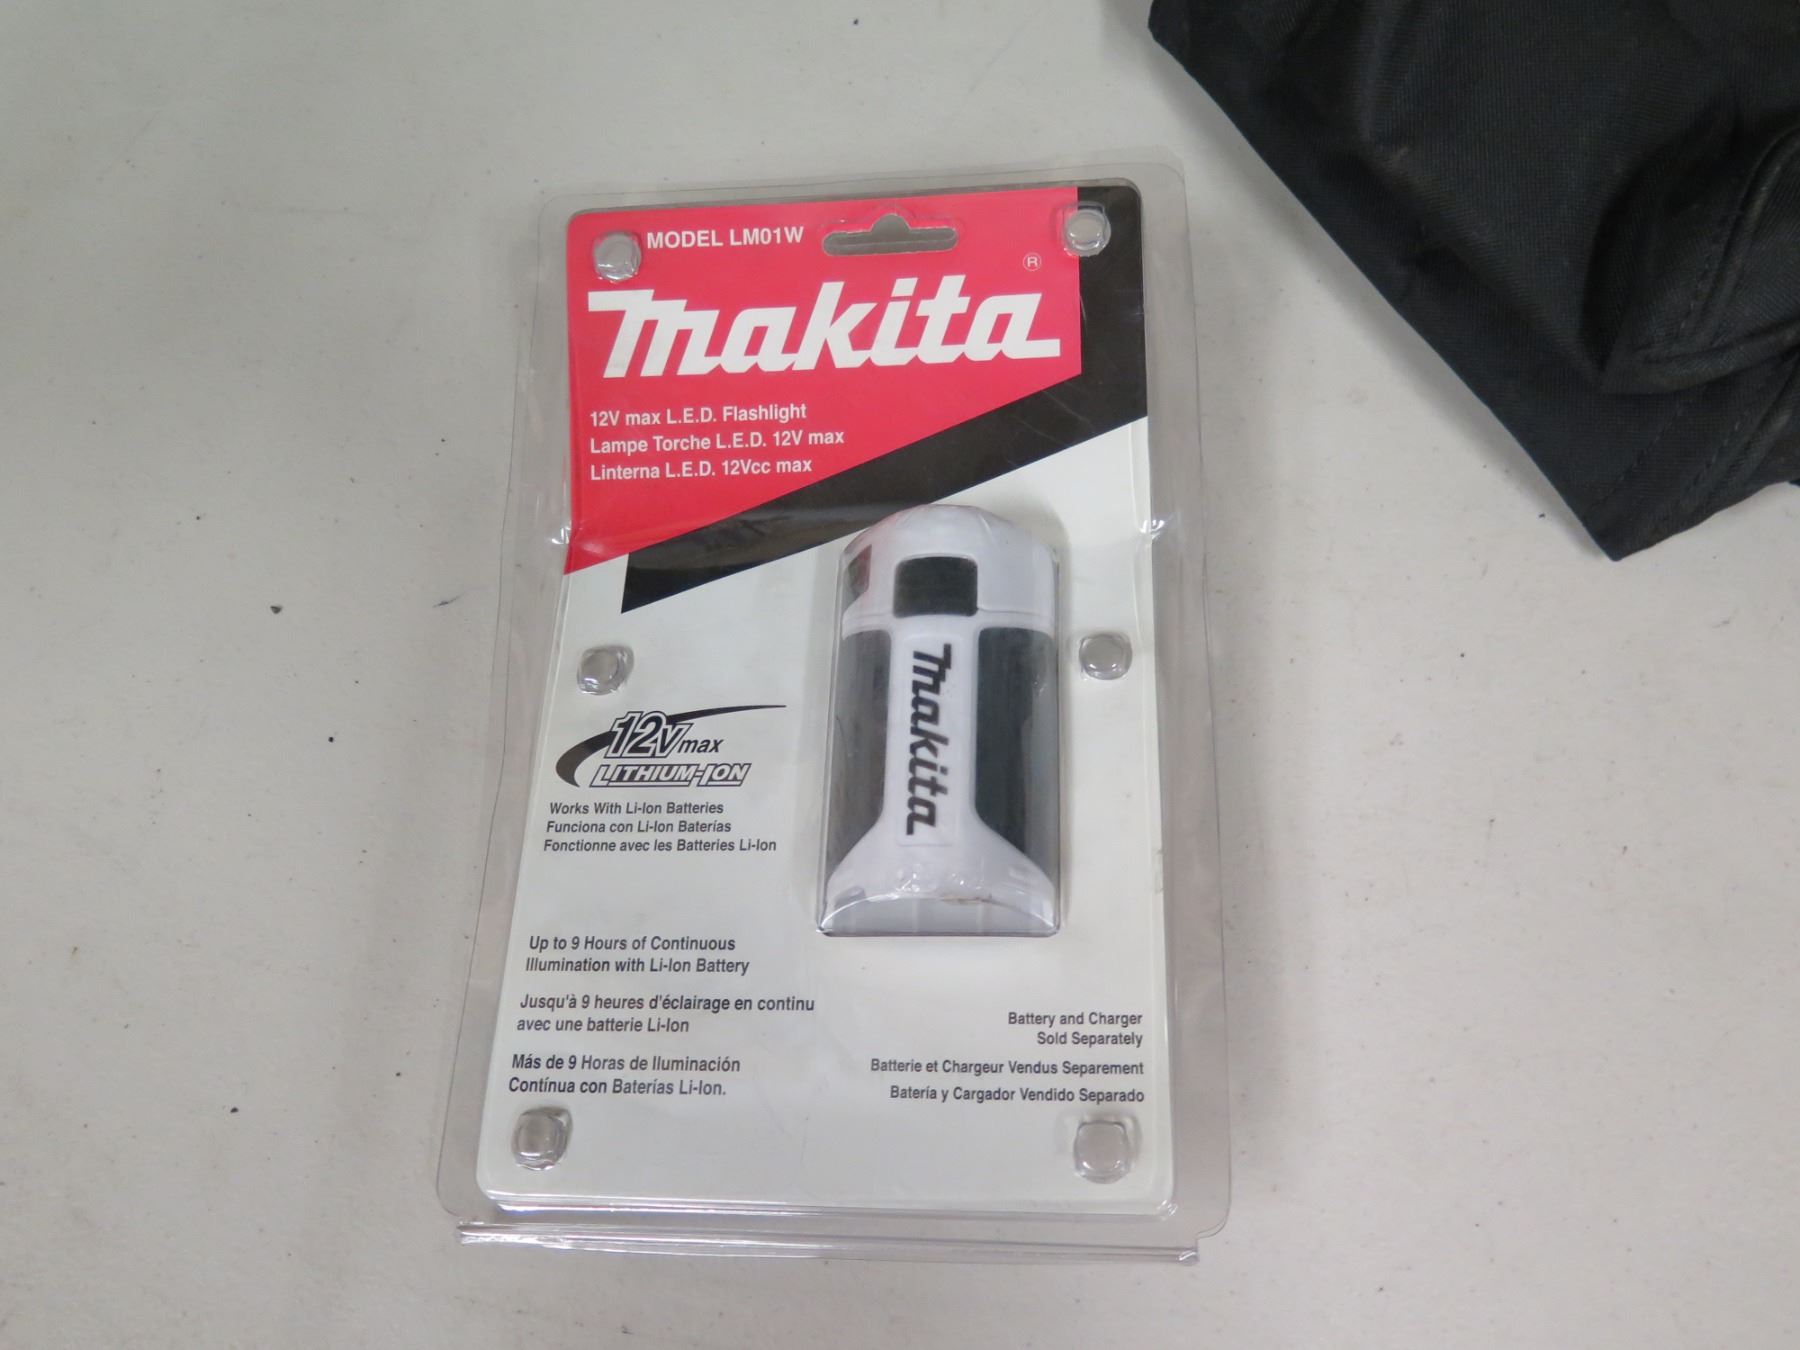 MODEL LM01W
makita®
12V max L.E.D. Flashlight
Lampe Torche L.E.D. 12V max
Linterna L.E.D. 12Vcc max
makita
12V max
LITHIUM-ION
Works With Li-Ion Batteries
Funciona con Li-Ion Baterías
Fonctionne avec les Batteries Li-Ion
Up to 9 Hours of Continuous
Illumination with Li-Ion Battery
Jusqu'à 9 heures d'éclairage en continu
avec une batterie Li-Ion
Más de 9 Horas de Iluminación
Contínua con Baterías Li-Ion.
Battery and Charger
Sold Separately
Batterie et Chargeur Vendus Separement
Batería y Cargador Vendido Separado